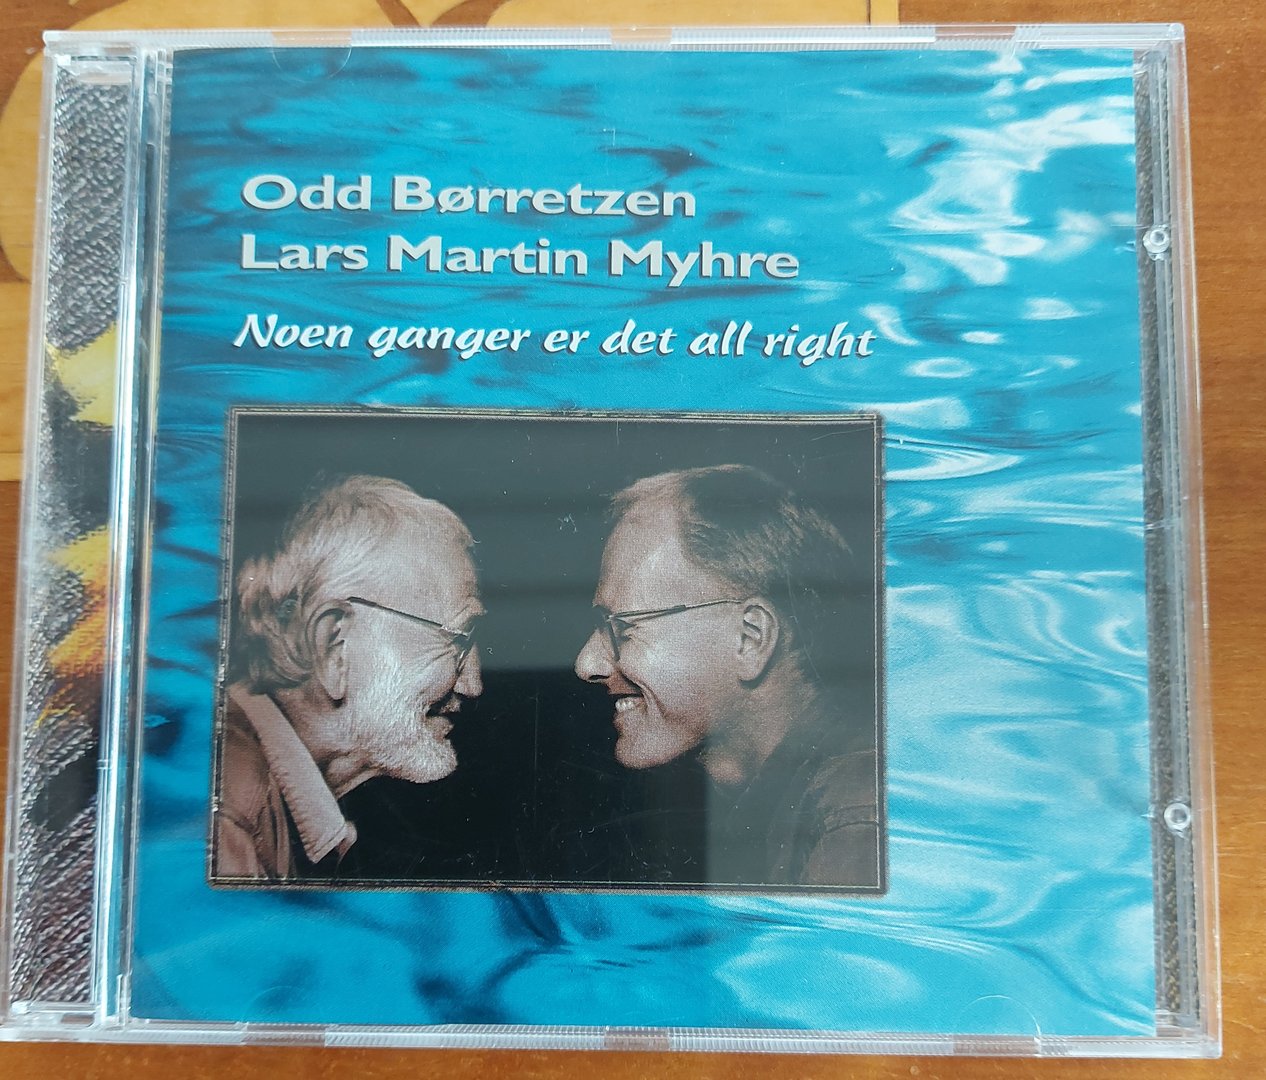 Odd Børretzen
Lars Martin Myhre
Noen ganger er det all right